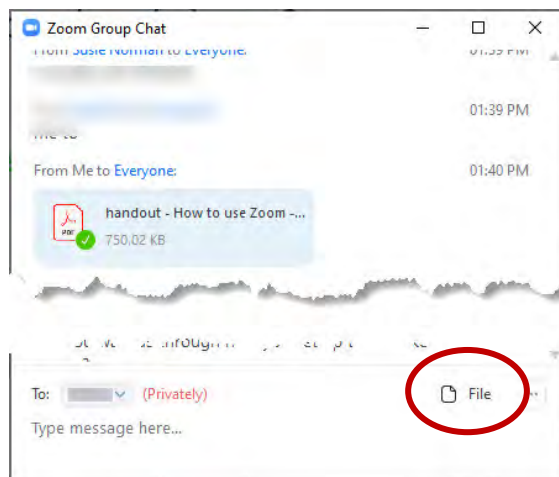 Zoom Group Chat
From Susie Norman to Everyone: 01:39 PM
01:39 PM
From Me to Everyone: 01:40 PM
handout - How to use Zoom -...
PDF
750.02 KB
through
To: (Privately) File ...
Type message here...